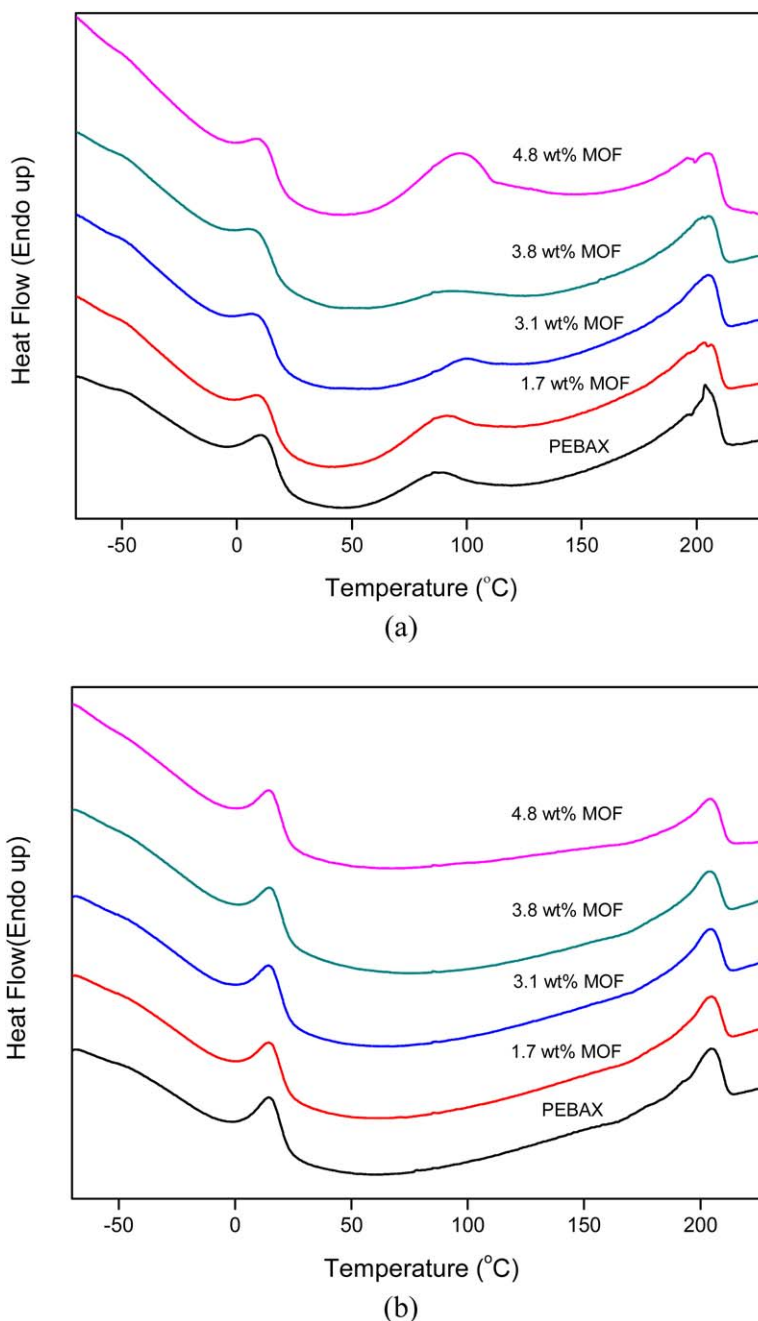 Heat Flow (Endo up)
4.8 wt% MOF
3.8 wt% MOF
3.1 wt% MOF
1.7 wt% MOF
PEBAX
-50 0 50 100 150 200
Temperature (°C)
(a)
Heat Flow(Endo up)
4.8 wt% MOF
3.8 wt% MOF
3.1 wt% MOF
1.7 wt% MOF
PEBAX
-50 0 50 100 150 200
Temperature (°C)
(b)